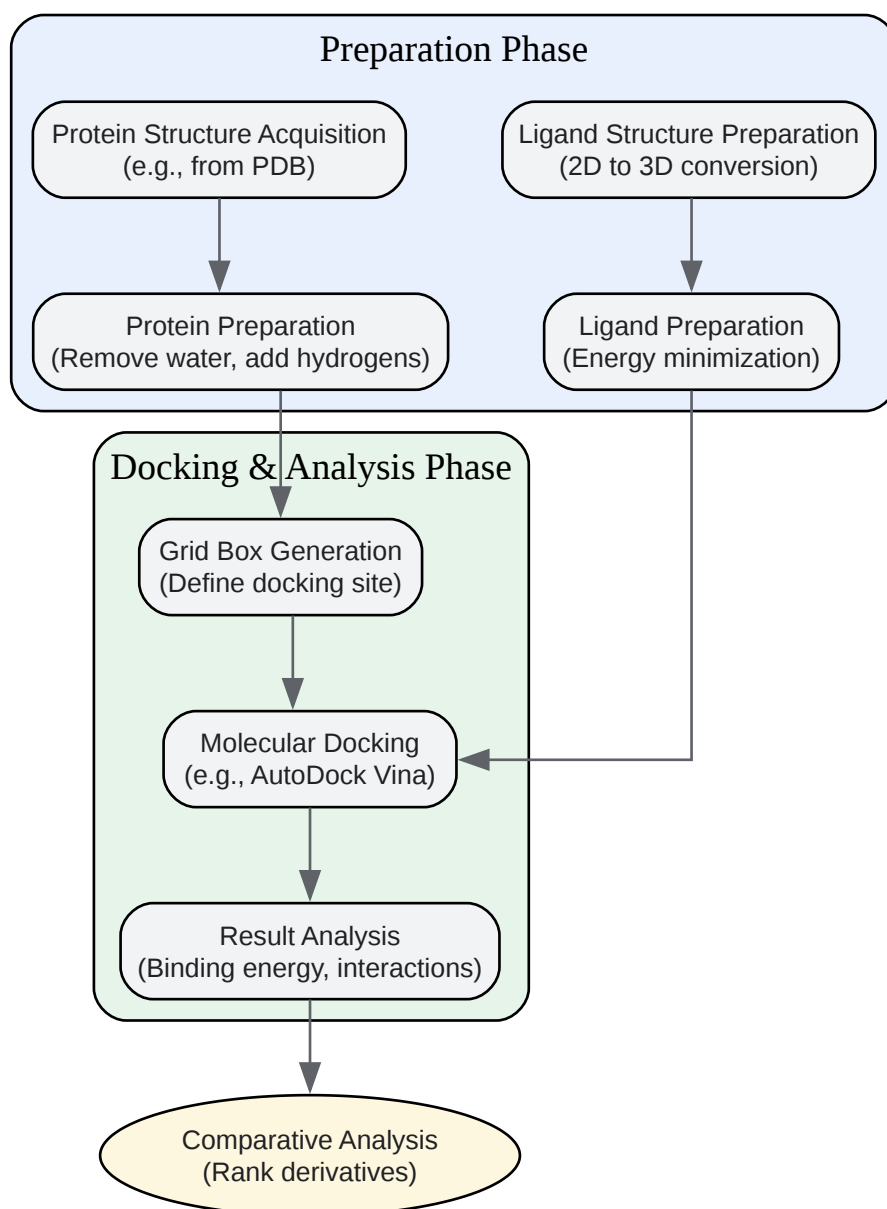 Preparation Phase
Protein Structure Acquisition
(e.g., from PDB)
Ligand Structure Preparation
(2D to 3D conversion)
Protein Preparation
(Remove water, add hydrogens)
Ligand Preparation
(Energy minimization)
Docking & Analysis Phase
Grid Box Generation
(Define docking site)
Molecular Docking
(e.g., AutoDock Vina)
Result Analysis
(Binding energy, interactions)
Comparative Analysis
(Rank derivatives)